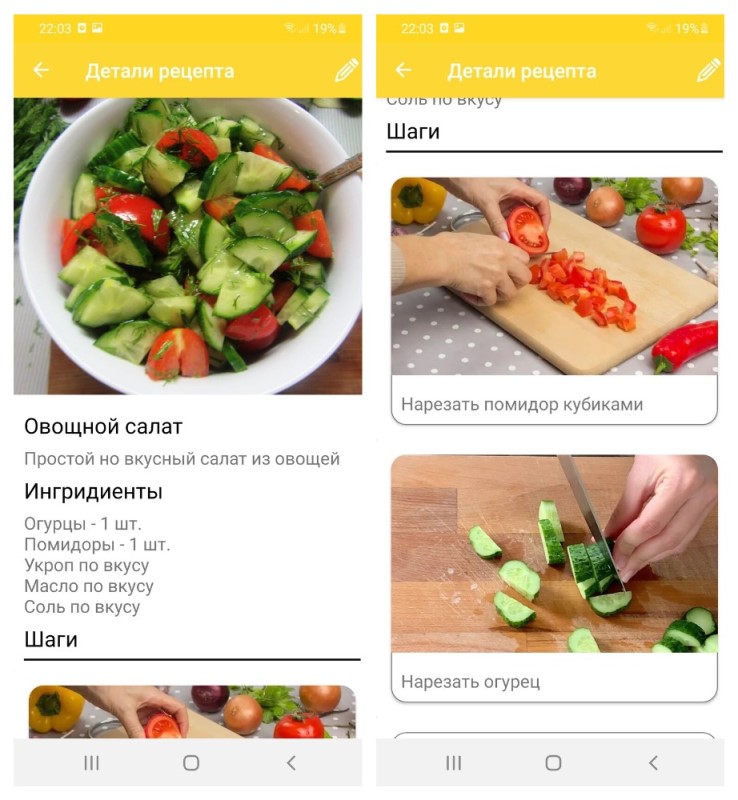 22:03
19%
Детали рецепта
Овощной салат
Простой но вкусный салат из овощей
Ингридиенты
Огурцы - 1 шт.
Помидоры - 1 шт.
Укроп по вкусу
Масло по вкусу
Соль по вкусу
Шаги
22:03
19%
Детали рецепта
Соль по вкусу
Шаги
Нарезать помидор кубиками
Нарезать огурец